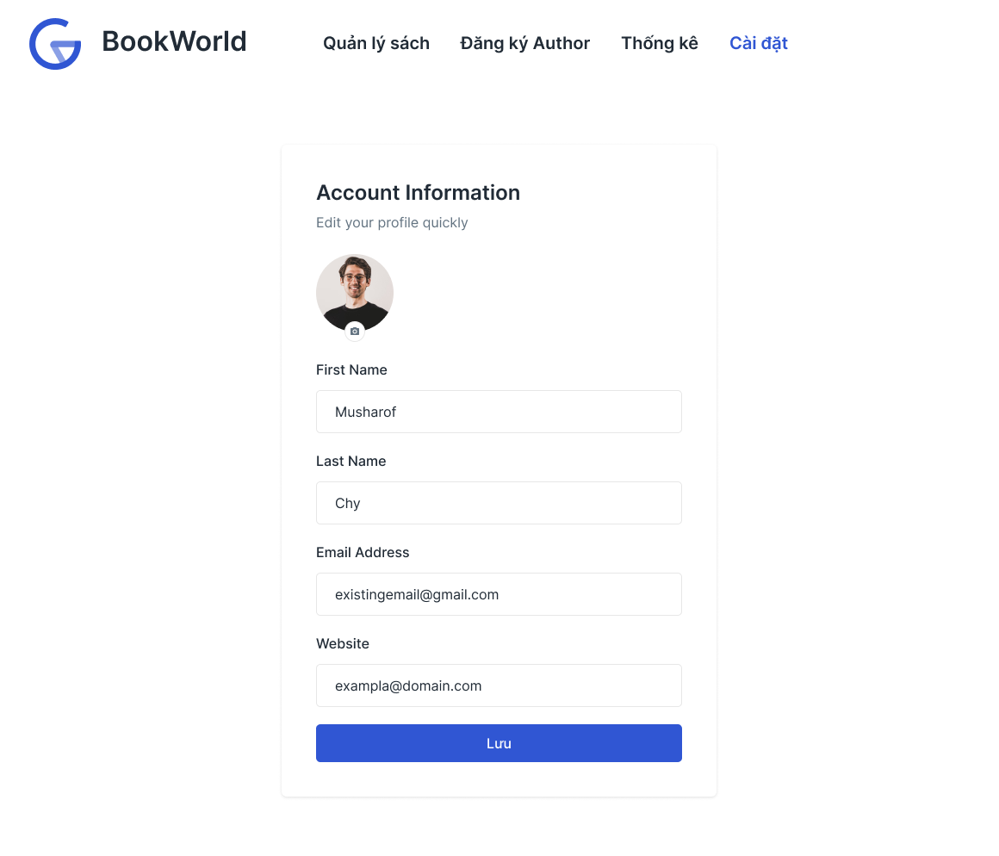 BookWorld
Quản lý sách
Đăng ký Author
Thống kê
Cài đặt
Account Information
Edit your profile quickly
First Name
Musharof
Last Name
Chy
Email Address
existingemail@gmail.com
Website
exampla@domain.com
Lưu